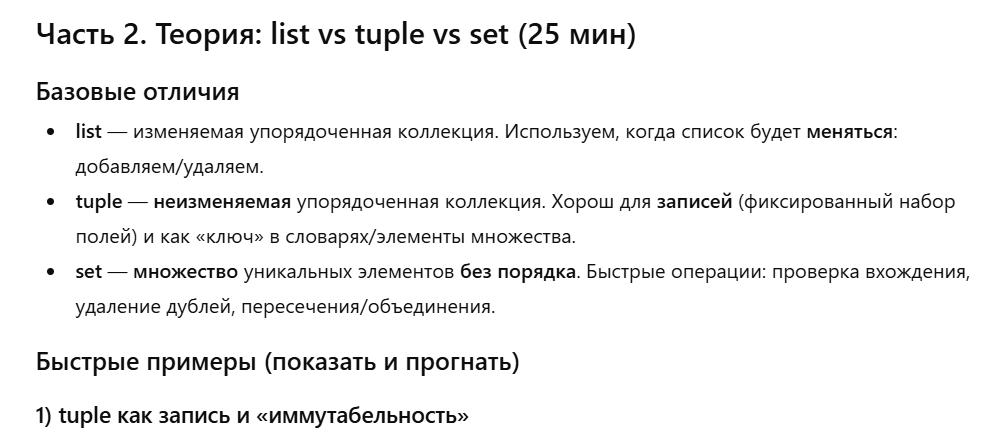 Часть 2. Теория: list vs tuple vs set (25 мин)
Базовые отличия
• list — изменяемая упорядоченная коллекция. Используем, когда список будет меняться:
добавляем/удаляем.
• tuple — неизменяемая упорядоченная коллекция. Хорош для записей (фиксированный набор
полей) и как «ключ» в словарях/элементы множества.
• set — множество уникальных элементов без порядка. Быстрые операции: проверка вхождения,
удаление дублей, пересечения/объединения.
Быстрые примеры (показать и прогнать)
1) tuple как запись и «иммутабельность»